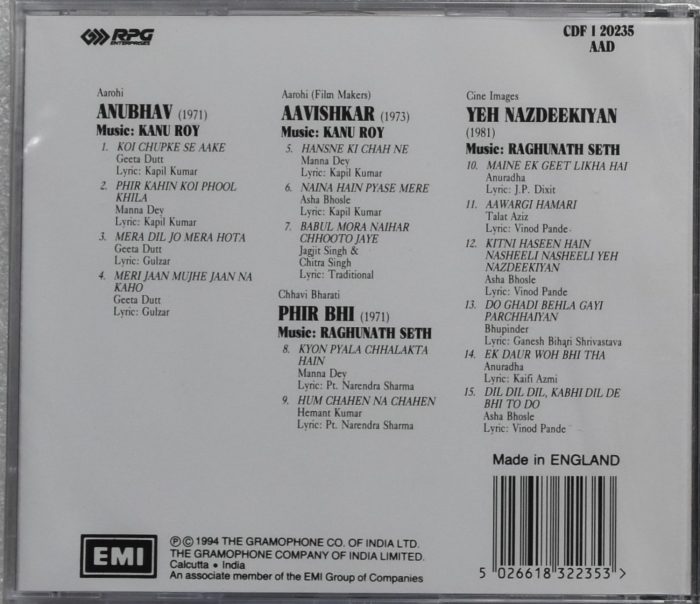 RPG
ENTERPRISES
CDF 1 20235
AAD
Aarohi
ANUBHAV (1971)
Music: KANU ROY
1. KOI CHUPKE SE AAKE
Geeta Dutt
Lyric: Kapil Kumar
2. PHIR KAHIN KOI PHOOL
KHILA
Manna Dey
Lyric: Kapil Kumar
3. MERA DIL JO MERA HOTA
Geeta Dutt
Lyric: Gulzar
4. MERI JAAN MUJHE JAAN NA
KAHO
Geeta Dutt
Lyric: Gulzar
Aarohi (Film Makers)
AAVISHKAR (1973)
Music: KANU ROY
5. HANSNE KI CHAH NE
Manna Dey
Lyric: Kapil Kumar
6. NAINA HAIN PYASE MERE
Asha Bhosle
Lyric: Kapil Kumar
7. BABUL MORA NAIHAR
CHHOOTO JAYE
Jagjit Singh &
Chitra Singh
Lyric: Traditional
Chhavi Bharati
PHIR BHI (1971)
Music: RAGHUNATH SETH
8. KYON PYALA CHHALAKTA
HAIN
Manna Dey
Lyric: Pt. Narendra Sharma
9. HUM CHAHEN NA CHAHEN
Hemant Kumar
Lyric: Pt. Narendra Sharma
Cine Images
YEH NAZDEEKIYAN
(1981)
Music: RAGHUNATH SETH
10. MAINE EK GEET LIKHA HAI
Anuradha
Lyric: J.P. Dixit
11. AAWARGI HAMARI
Talat Aziz
Lyric: Vinod Pande
12. KITNI HASEEN HAIN
NASHEELI NASHEELI YEH
NAZDEEKIYAN
Asha Bhosle
Lyric: Vinod Pande
13. DO GHADI BEHLA GAYI
PARCHHAIYAN
Bhupinder
Lyric: Ganesh Bihari Shrivastava
14. EK DAUR WOH BHI THA
Anuradha
Lyric: Kaifi Azmi
15. DIL DIL DIL, KABHI DIL DE
BHI TO DO
Asha Bhosle
Lyric: Vinod Pande
Made in ENGLAND
5 026618 322353 >
EMI
℗ © 1994 THE GRAMOPHONE CO. OF INDIA LTD.
THE GRAMOPHONE COMPANY OF INDIA LIMITED.
Calcutta • India
An associate member of the EMI Group of Companies